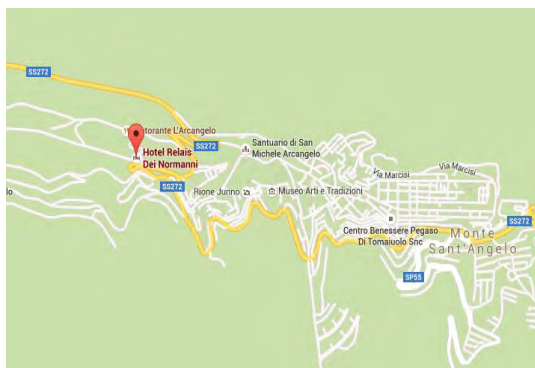 SS272
Ristorante L'Arcangelo
SS272
Hotel Relais
Dei Normanni
Santuario di San
Michele Arcangelo
SS272
Rione Junno
Museo Arti e Tradizioni
Via Marcisi
Via Marcisi
Centro Benessere Pegaso
Di Tomaiuolo Snc
SS272
Monte
Sant'Angelo
SP55